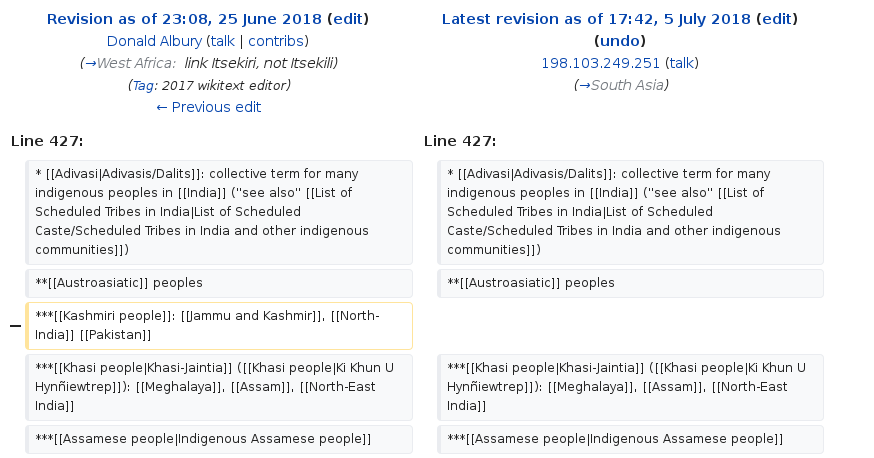 Revision as of 23:08, 25 June 2018 (edit)
Donald Albury (talk | contribs)
(→West Africa: link Itsekiri, not Itsekili)
(Tag: 2017 wikitext editor)
← Previous edit
Latest revision as of 17:42, 5 July 2018 (edit)
(undo)
198.103.249.251 (talk)
(→South Asia)
Line 427:
Line 427:
* [[Adivasi|Adivasis/Dalits]]: collective term for many
indigenous peoples in [[India]] (''see also'' [[List of
Scheduled Tribes in India|List of Scheduled
Caste/Scheduled Tribes in India and other indigenous
communities]])
* [[Adivasi|Adivasis/Dalits]]: collective term for many
indigenous peoples in [[India]] (''see also'' [[List of
Scheduled Tribes in India|List of Scheduled
Caste/Scheduled Tribes in India and other indigenous
communities]])
**[[Austroasiatic]] peoples
**[[Austroasiatic]] peoples
− ***[[Kashmiri people]]: [[Jammu and Kashmir]], [[North-
India]] [[Pakistan]]
***[[Khasi people|Khasi-Jaintia]] ([[Khasi people|Ki Khun U
Hynñiewtrep]]): [[Meghalaya]], [[Assam]], [[North-East
India]]
***[[Khasi people|Khasi-Jaintia]] ([[Khasi people|Ki Khun U
Hynñiewtrep]]): [[Meghalaya]], [[Assam]], [[North-East
India]]
***[[Assamese people|Indigenous Assamese people]]
***[[Assamese people|Indigenous Assamese people]]